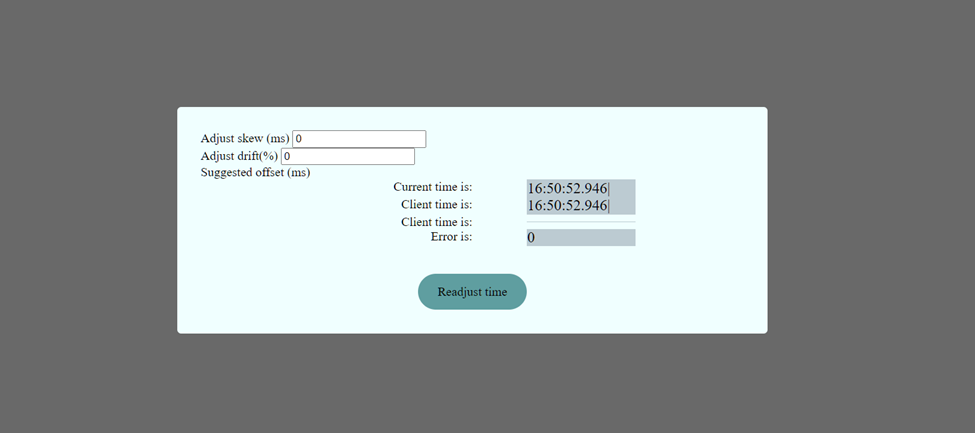 Adjust skew (ms) 0
Adjust drift(%) 0
Suggested offset (ms)
Current time is: 16:50:52.946|
Client time is: 16:50:52.946|
Client time is:
Error is: 0
Readjust time